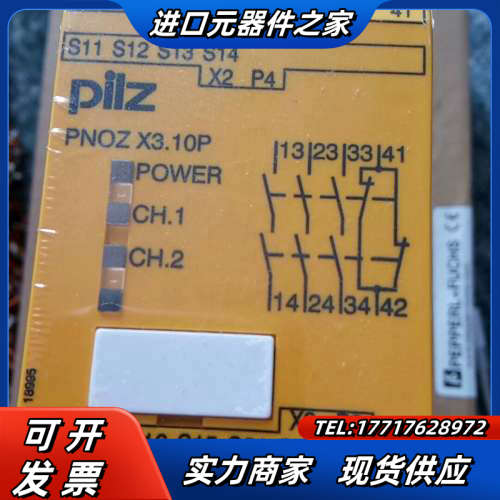 进口元器件之家
41
S11 S12 S13 S14
X2 P4
pilz
PNOZ X3.10P
POWER
CH.1
CH.2
13 23 33 41
14 24 34 42
PEPPERL+FUCHS CE
18995
可开发票
TEL:17717628972
实力商家 现货供应